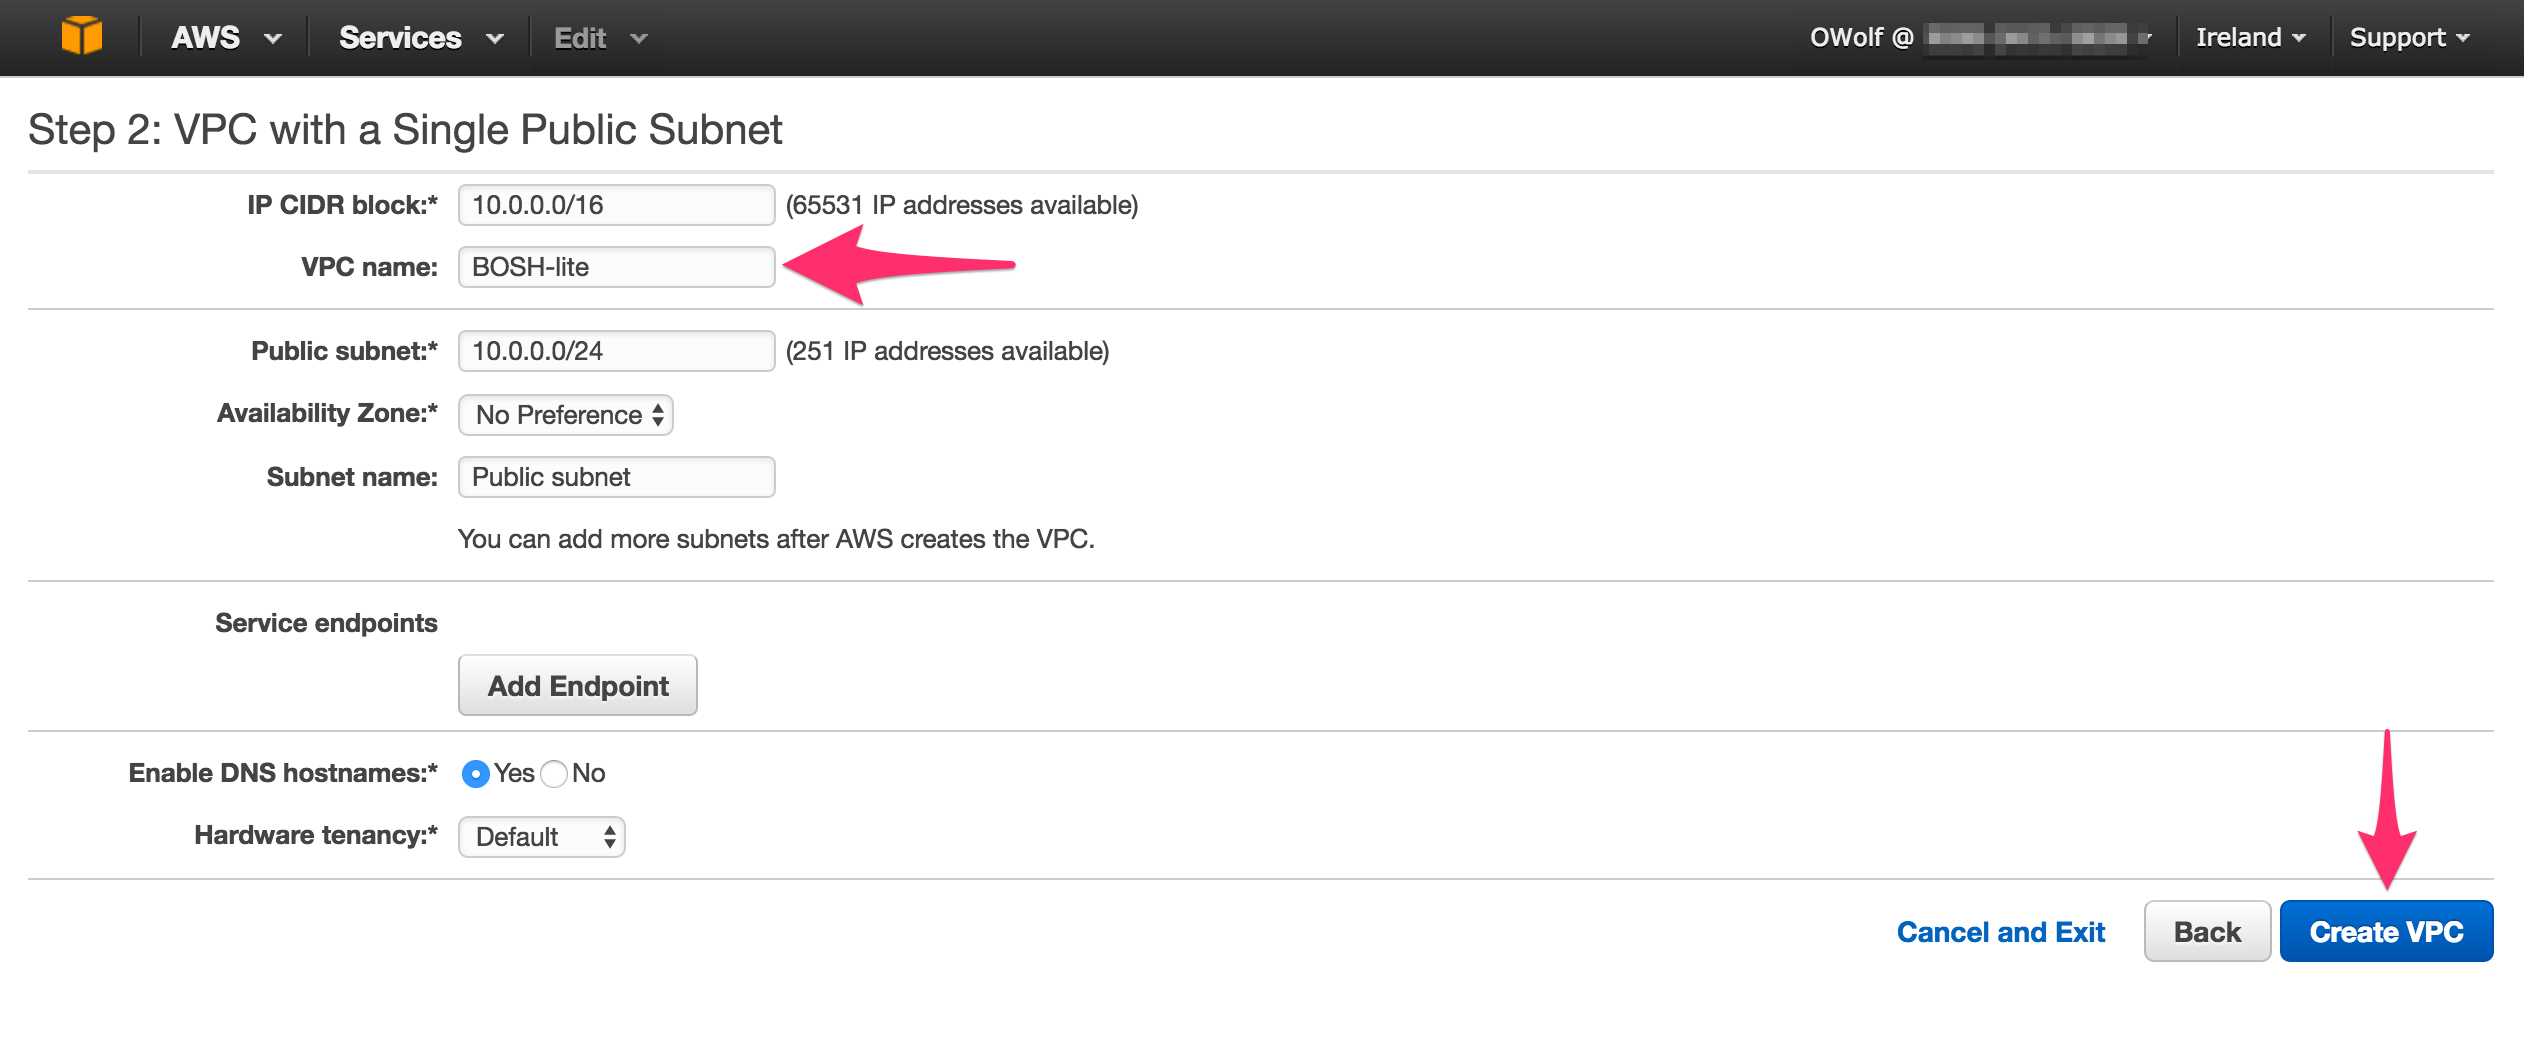 AWS Services Edit OWolf @ Ireland Support
Step 2: VPC with a Single Public Subnet
IP CIDR block:* 10.0.0.0/16 (65531 IP addresses available)
VPC name: BOSH-lite
Public subnet:* 10.0.0.0/24 (251 IP addresses available)
Availability Zone:* No Preference
Subnet name: Public subnet
You can add more subnets after AWS creates the VPC.
Service endpoints
Add Endpoint
Enable DNS hostnames:* Yes No
Hardware tenancy:* Default
Cancel and Exit Back Create VPC